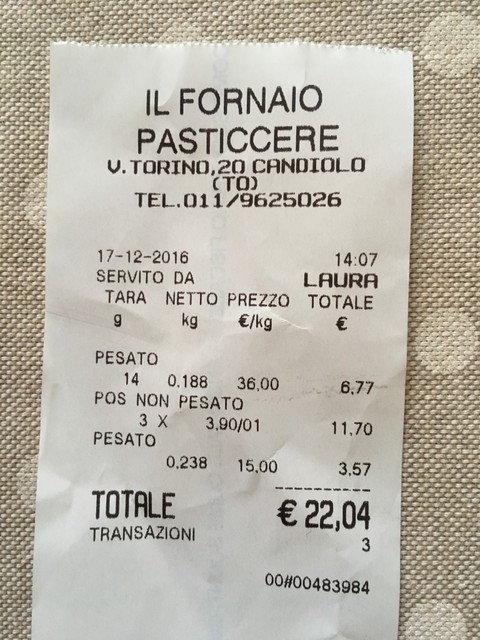 IL FORNAIO
PASTICCERE
V.TORINO,20 CANDIOLO
(TO)
TEL.011/9625026
17-12-2016 14:07
SERVITO DA LAURA
TARA NETTO PREZZO TOTALE
g kg €/kg €
PESATO
14 0.188 36,00 6,77
POS NON PESATO
3 X 3,90/01 11,70
PESATO
0,238 15,00 3,57
TOTALE € 22,04
TRANSAZIONI 3
00#00483984